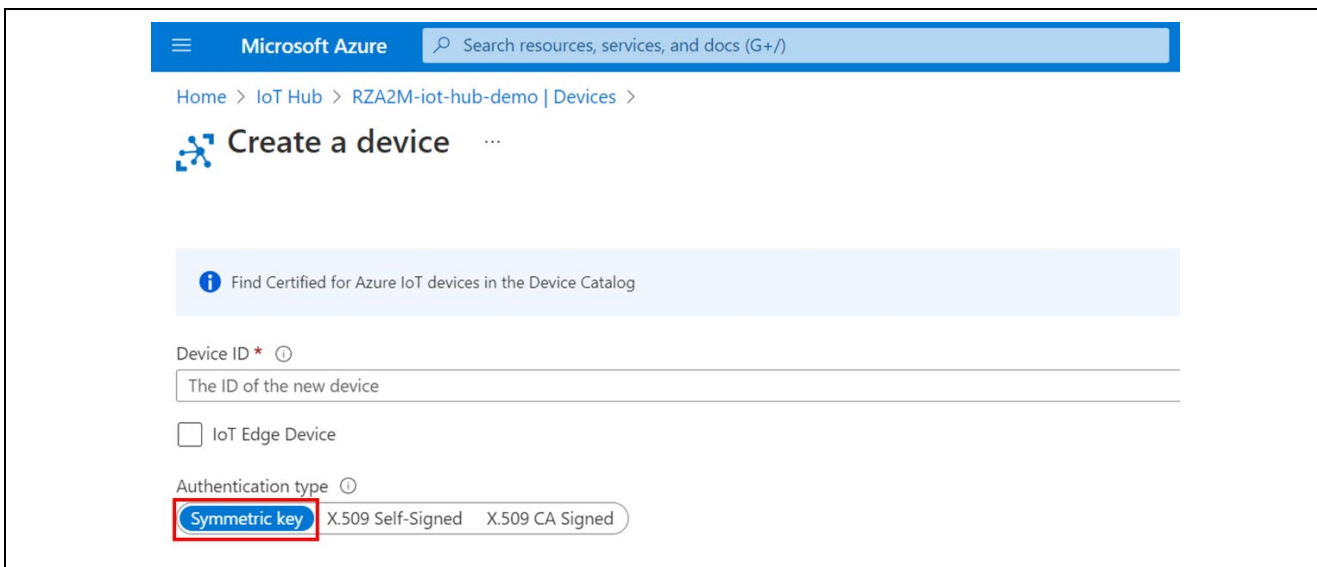 Microsoft Azure Search resources, services, and docs (G+/)
Home > IoT Hub > RZA2M-iot-hub-demo | Devices >
Create a device ...
Find Certified for Azure IoT devices in the Device Catalog
Device ID *
The ID of the new device
IoT Edge Device
Authentication type
Symmetric key X.509 Self-Signed X.509 CA Signed